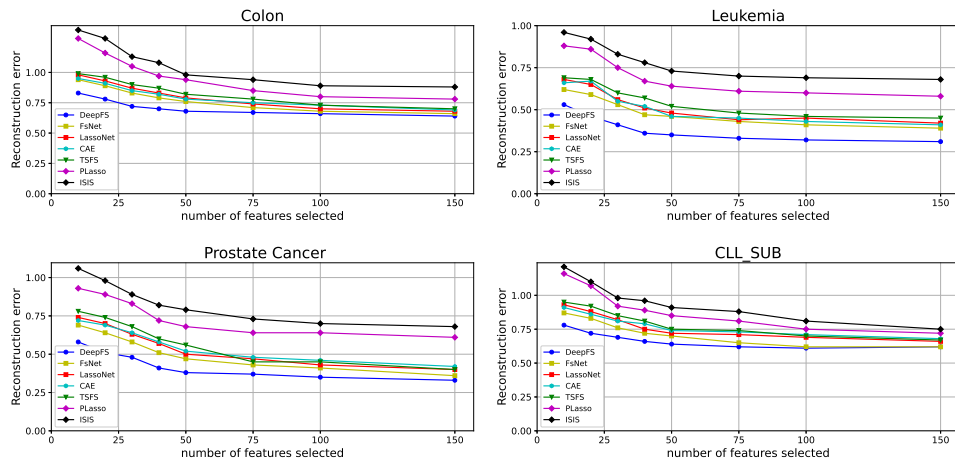 Colon
Reconstruction error
1.00
0.75
0.50
0.25
0.00
DeepFS
FsNet
LassoNet
CAE
TSFS
PLasso
ISIS
0 25 50 75 100 125 150
number of features selected
Leukemia
Reconstruction error
1.00
0.75
0.50
0.25
0.00
DeepFS
FsNet
LassoNet
CAE
TSFS
PLasso
ISIS
0 25 50 75 100 125 150
number of features selected
Prostate Cancer
Reconstruction error
1.00
0.75
0.50
0.25
0.00
DeepFS
FsNet
LassoNet
CAE
TSFS
PLasso
ISIS
0 25 50 75 100 125 150
number of features selected
CLL_SUB
Reconstruction error
1.00
0.75
0.50
0.25
0.00
DeepFS
FsNet
LassoNet
CAE
TSFS
PLasso
ISIS
0 25 50 75 100 125 150
number of features selected